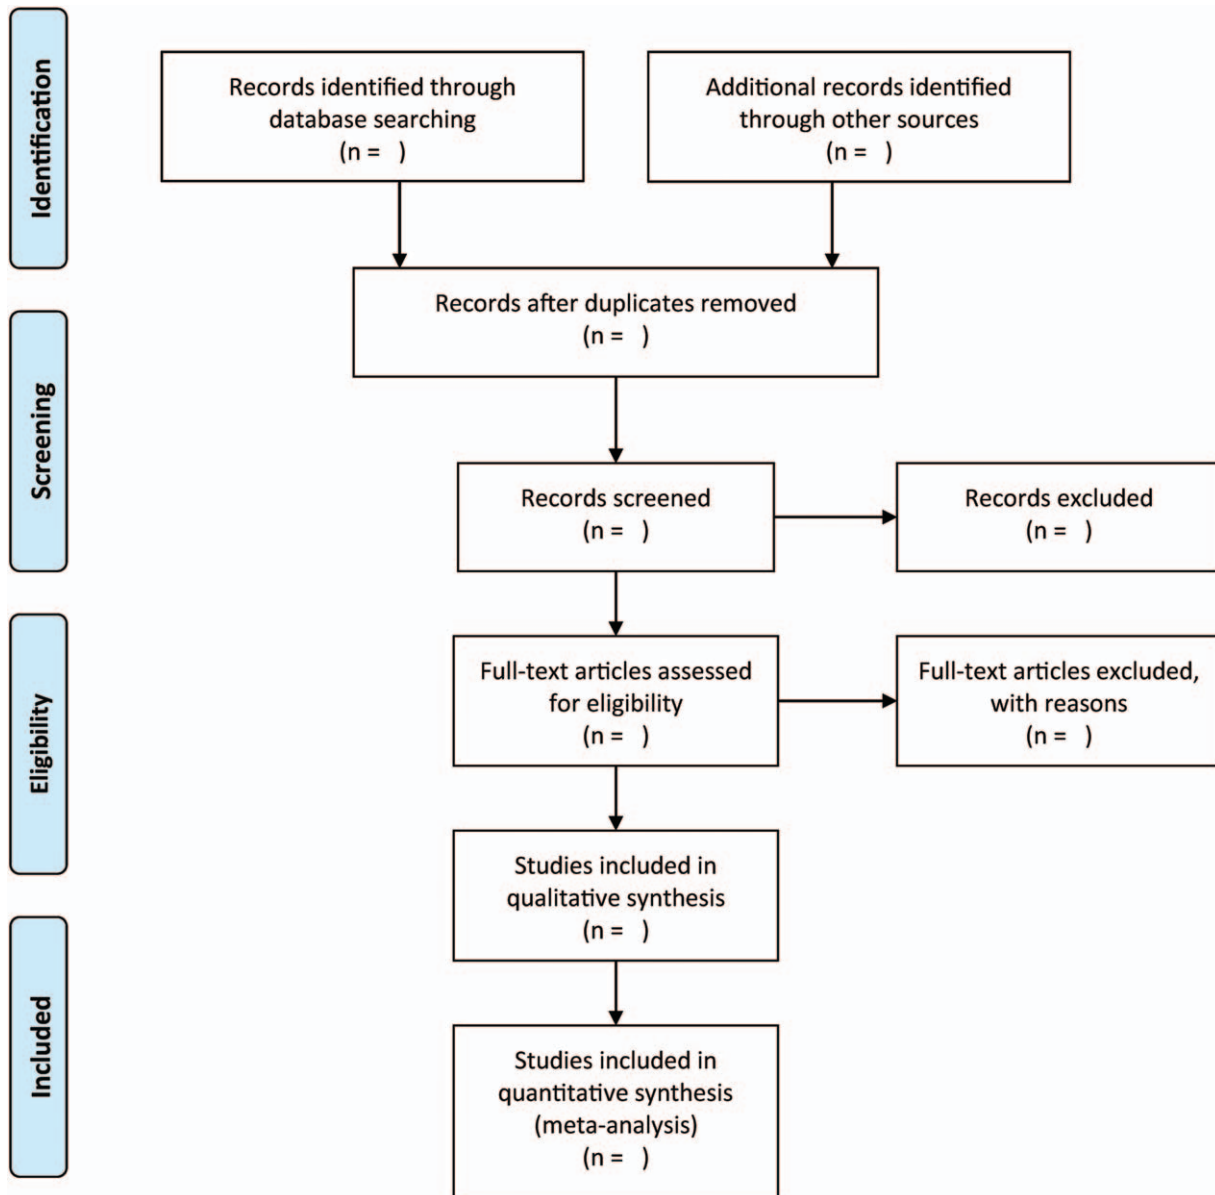 Identification
Records identified through
database searching
(n =   )
Additional records identified
through other sources
(n =   )
Records after duplicates removed
(n =   )
Screening
Records screened
(n =   )
Records excluded
(n =   )
Eligibility
Full-text articles assessed
for eligibility
(n =   )
Full-text articles excluded,
with reasons
(n =   )
Studies included in
qualitative synthesis
(n =   )
Included
Studies included in
quantitative synthesis
(meta-analysis)
(n =   )